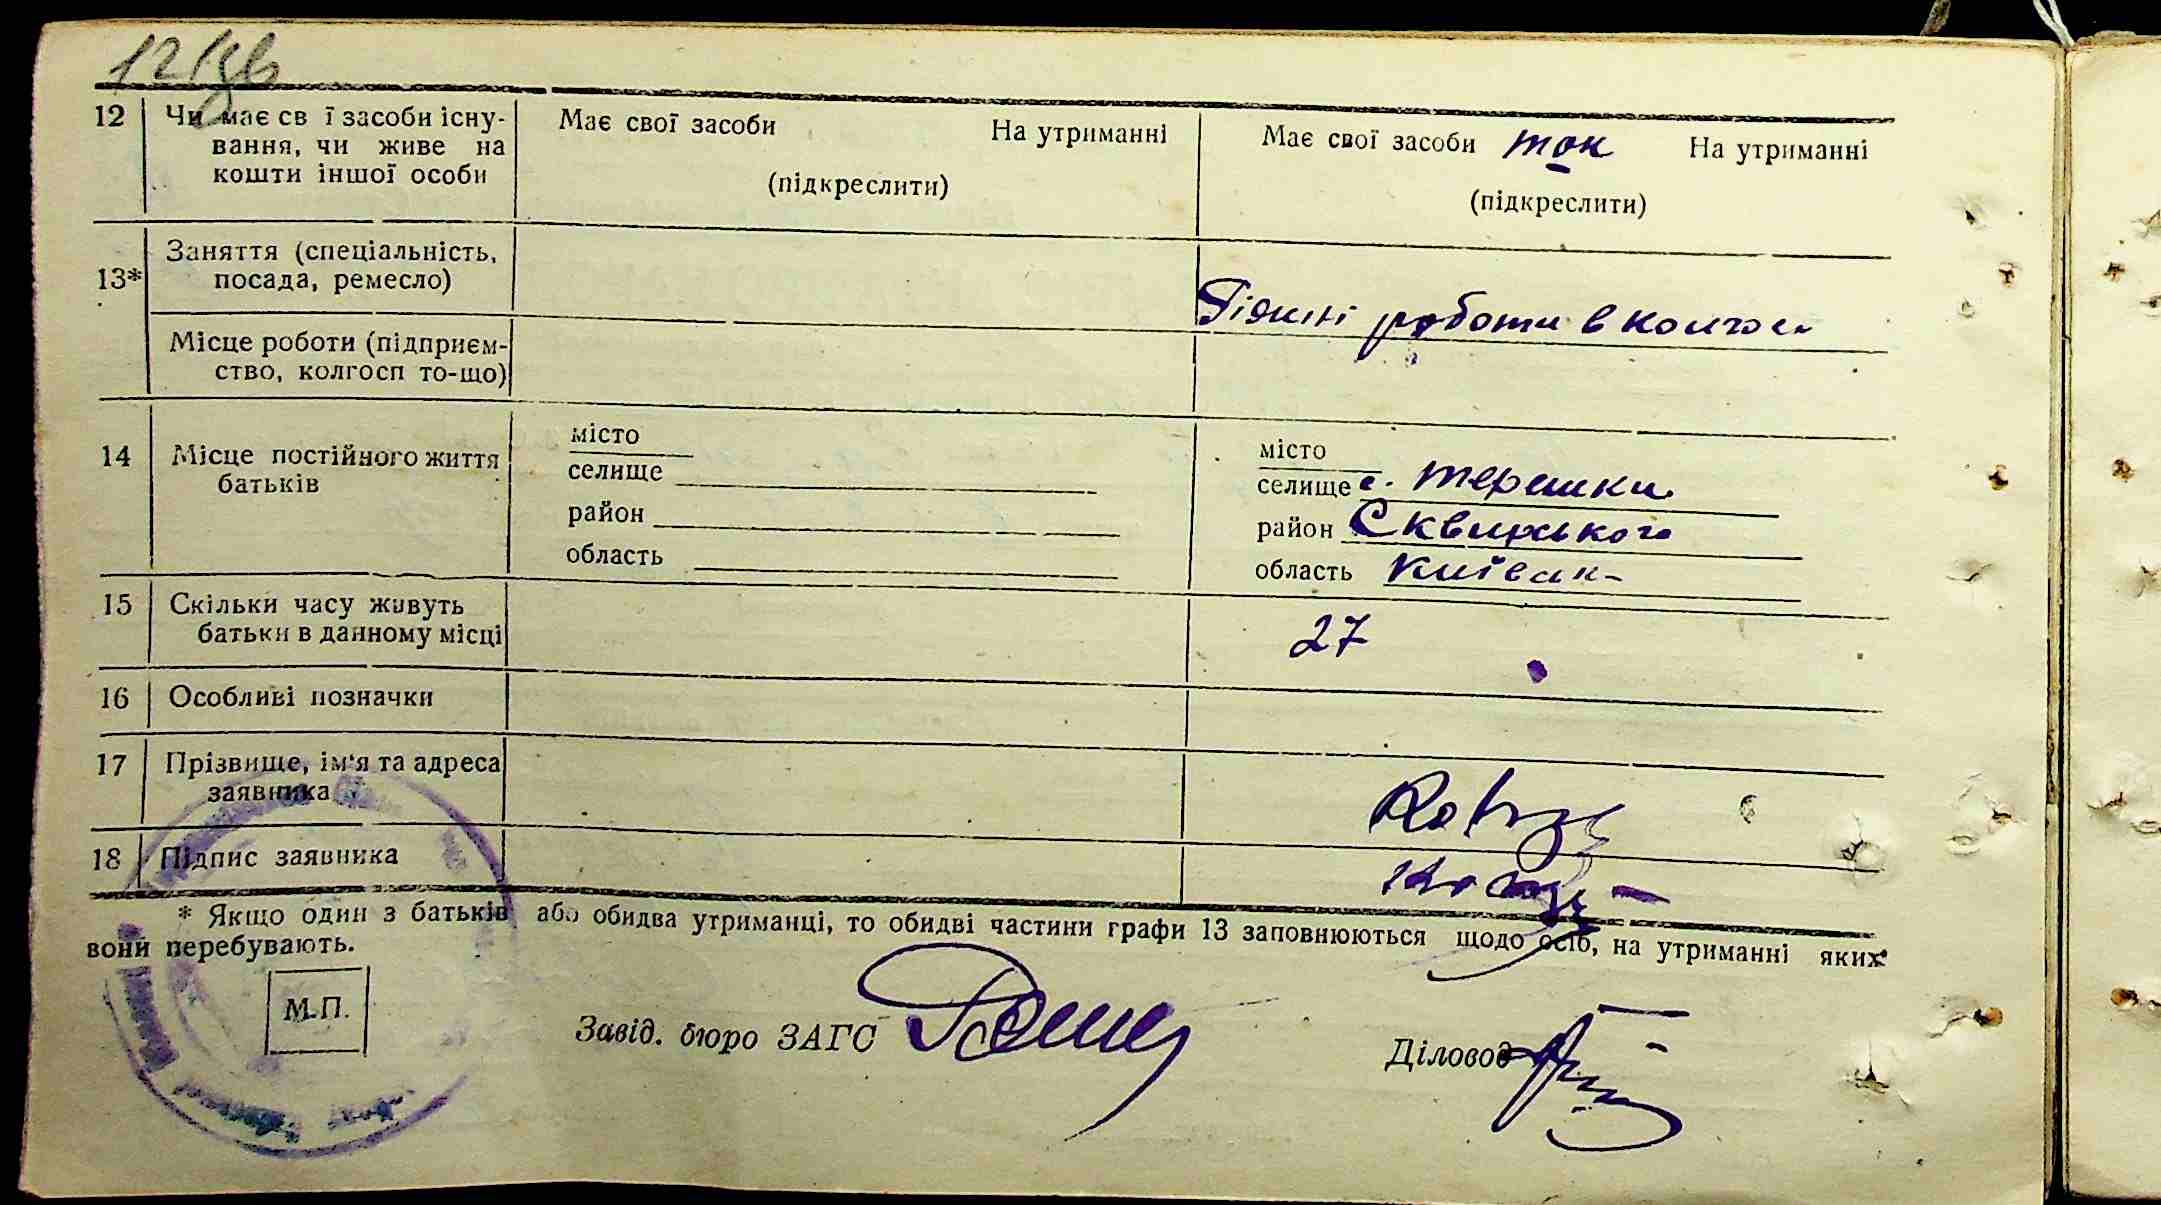 12
12 Чи має св ї засоби існу- Має свої засоби На утриманні Має свої засоби так На утриманні
вання, чи живе на
кошти іншої особи (підкреслити) (підкреслити)
13* Заняття (спеціальність,
посада, ремесло) Різні роботи в колгосп
Місце роботи (підприєм-
ство, колгосп то-що)
14 Місце постійного життя
батьків
місто
селище
район
область
місто
селище с. Терешки
район Сквирського
область Київськ-
15 Скільки часу живуть
батьки в данному місці 27
16 Особливі позначки
17 Прізвище, ім'я та адреса
заявника
18 Підпис заявника
* Якщо один з батьків або обидва утриманці, то обидві частини графи 13 заповнюються щодо осіб, на утриманні яких
вони перебувають.
М.П.
Завід. бюро ЗАГС
Діловод